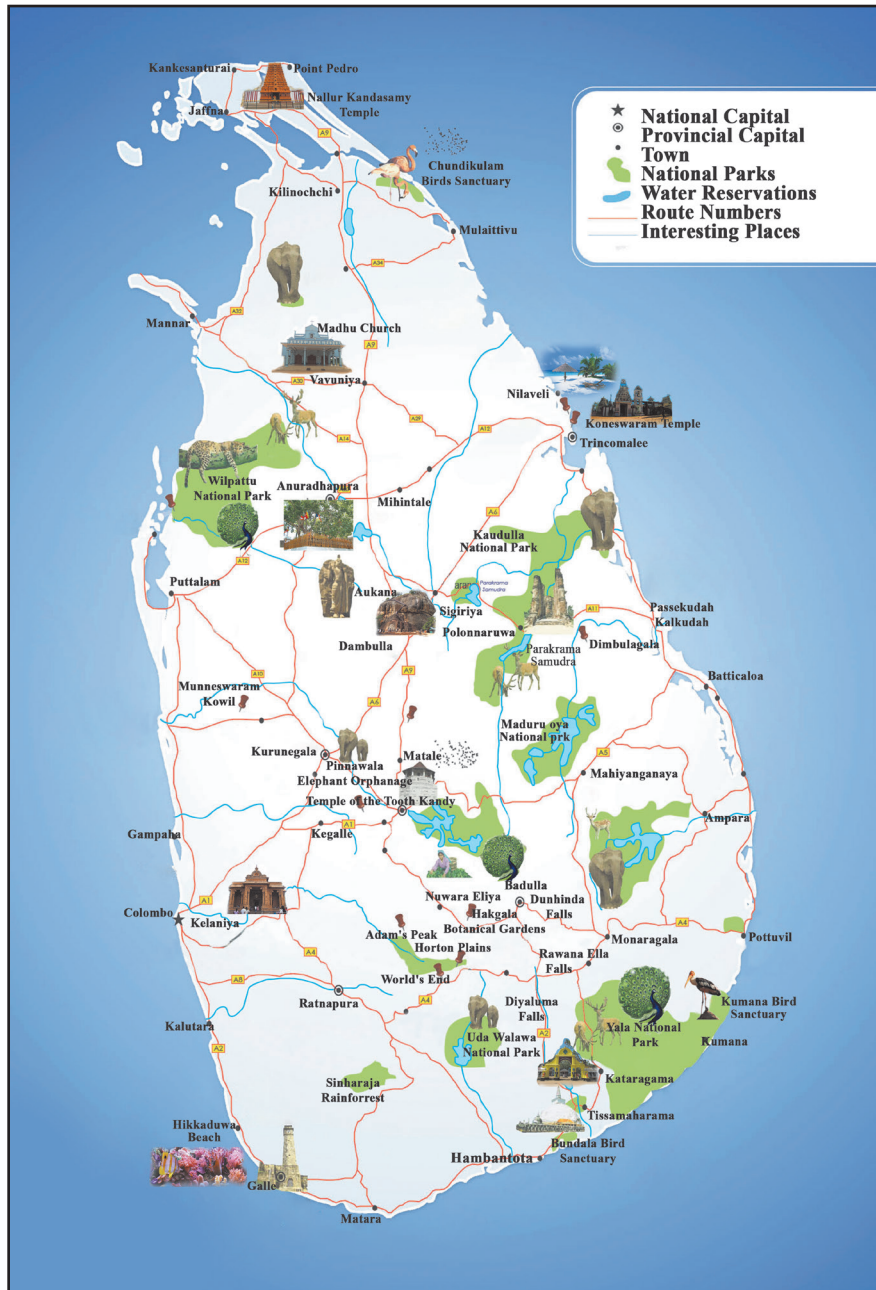 Kankesanturai
Point Pedro
Nallur Kandasamy
Temple
Jaffna
A9
Chundikulam
Birds Sanctuary
Kilinochchi
Mulaittivu
National Capital
Provincial Capital
Town
National Parks
Water Reservations
Route Numbers
Interesting Places
A34
A32
Mannar
Madhu Church
A9
A30
Vavuniya
Nilaveli
Koneswaram Temple
Trincomalee
A29
A12
A14
Wilpattu
National Park
Anuradhapura
Mihintale
A6
Kaudulla
National Park
A12
Puttalam
Aukana
Parakrama
Samudra
Sigiriya
Polonnaruwa
A11
Passekudah
Kalkudah
Dambulla
Dimbulagala
Parakrama
Samudra
A9
Batticaloa
A10
Munneswaram
Kowil
A6
Maduru oya
National prk
Kurunegala
Pinnawala
Elephant Orphanage
Matale
A5
Mahiyanganaya
Temple of the Tooth Kandy
Gampaha
Kegalle
A1
Ampara
Badulla
Dunhinda
Falls
A1
Colombo
Kelaniya
Nuwara Eliya
Hakgala
Botanical Gardens
A4
Pottuvil
Adam's Peak
Horton Plains
Monaragala
A4
Rawana Ella
Falls
World's End
Ratnapura
A4
Diyaluma
Falls
Kumana Bird
Sanctuary
Kalutara
A2
Uda Walawa
National Park
A2
Yala National
Park
Kumana
Sinharaja
Rainforrest
Kataragama
Tissamaharama
Hikkaduwa
Beach
Bundala Bird
Sanctuary
Hambantota
Galle
Matara